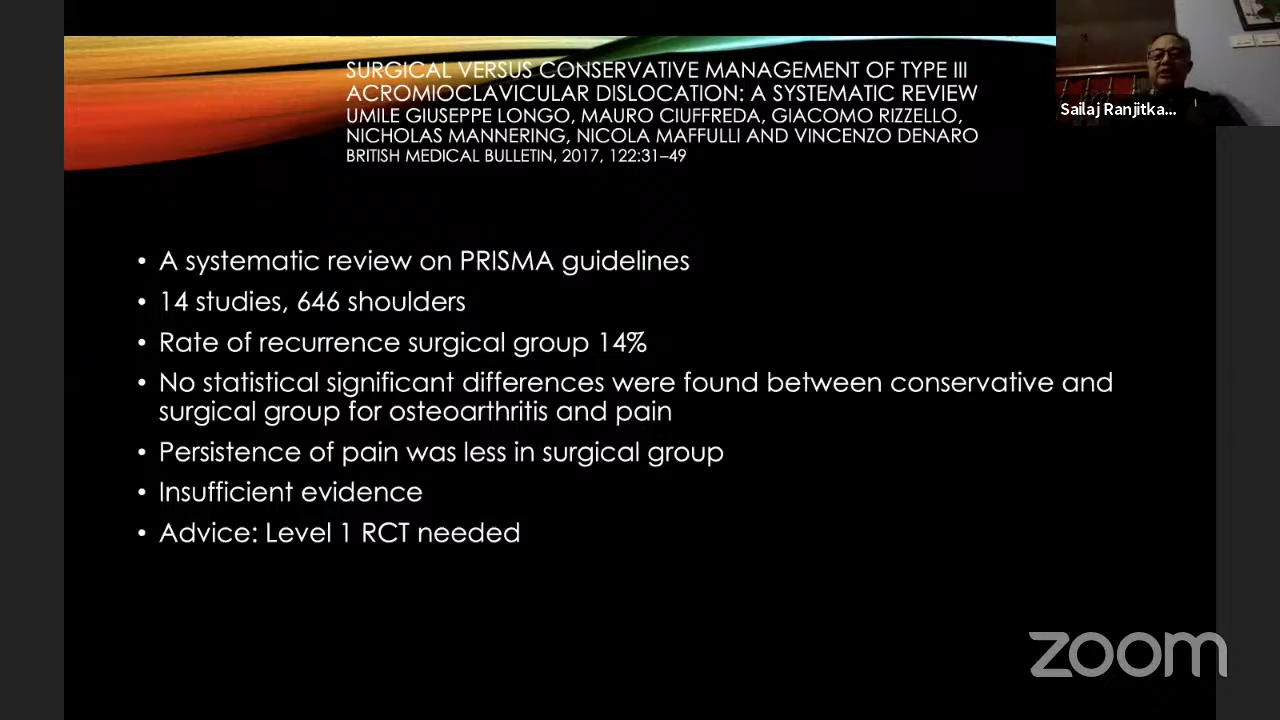 SURGICAL VERSUS CONSERVATIVE MANAGEMENT OF TYPE III
ACROMIOCLAVICULAR DISLOCATION: A SYSTEMATIC REVIEW
UMILE GIUSEPPE LONGO, MAURO CIUFFREDA, GIACOMO RIZZELLO,
NICHOLAS MANNERING, NICOLA MAFFULLI AND VINCENZO DENARO
BRITISH MEDICAL BULLETIN, 2017, 122:31–49
Sailaj Ranjitka...
• A systematic review on PRISMA guidelines
• 14 studies, 646 shoulders
• Rate of recurrence surgical group 14%
• No statistical significant differences were found between conservative and
surgical group for osteoarthritis and pain
• Persistence of pain was less in surgical group
• Insufficient evidence
• Advice: Level 1 RCT needed
zoom